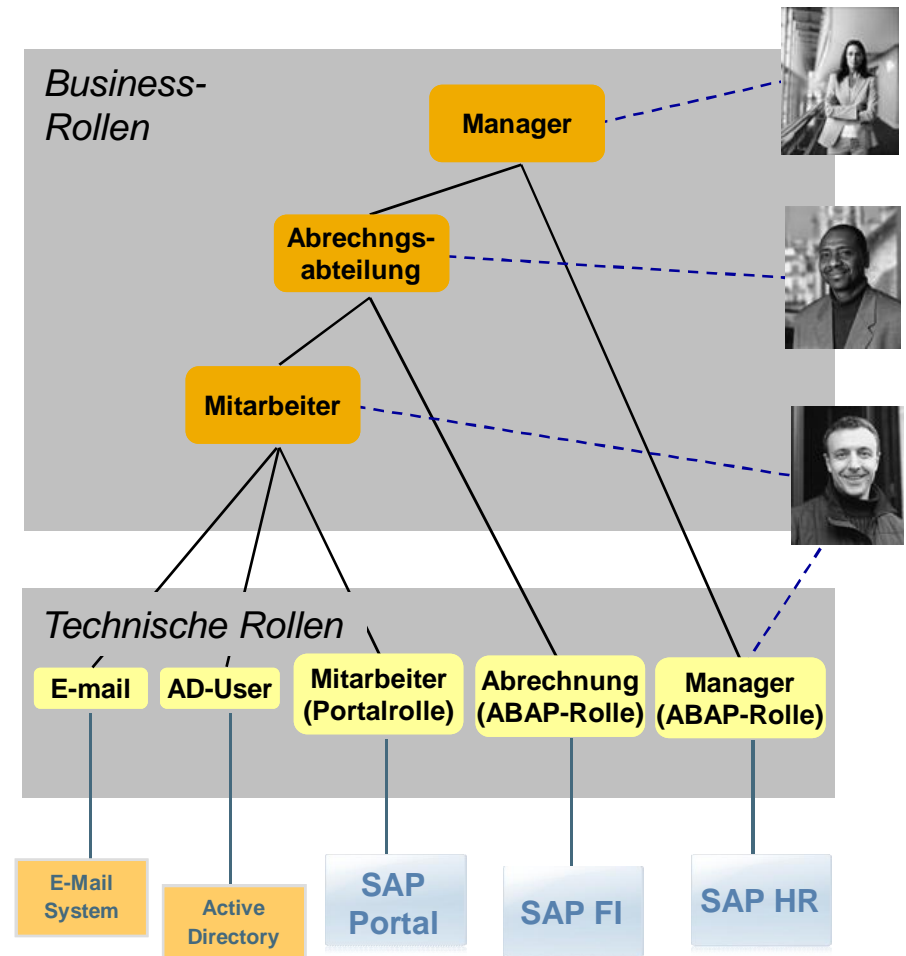 Business-
Rollen
Manager
Abrechngs-
abteilung
Mitarbeiter
Technische Rollen
E-mail
AD-User
Mitarbeiter
(Portalrolle)
Abrechnung
(ABAP-Rolle)
Manager
(ABAP-Rolle)
E-Mail
System
Active
Directory
SAP
Portal
SAP FI
SAP HR